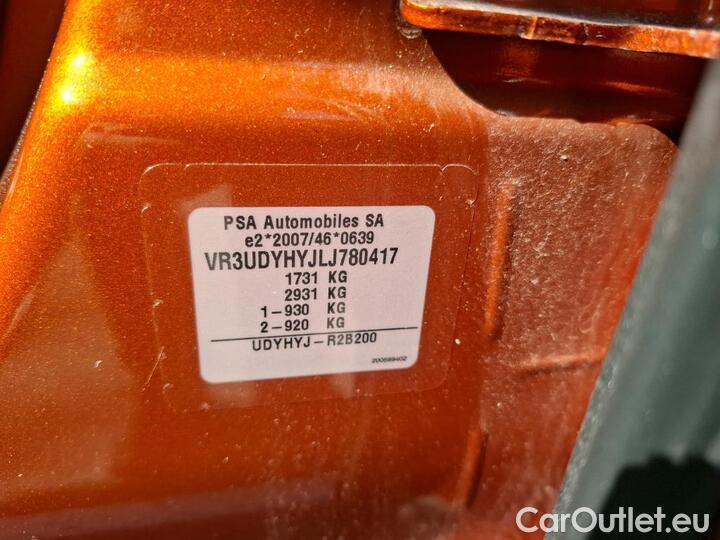 PSA Automobiles SA
e2*2007/46*0639
VR3UDYHYJLJ780417
1731 KG
2931 KG
1-930 KG
2-920 KG
UDYHYJ-R2B200
200589402
CarOutlet.eu